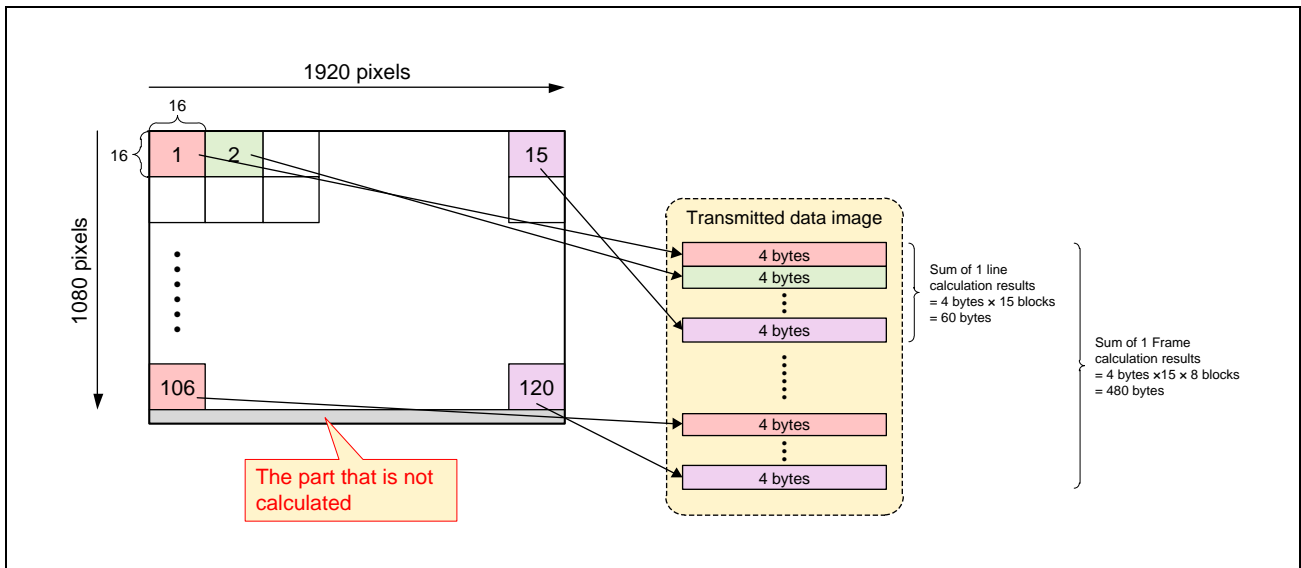 1920 pixels
16
16
1
2
15
1080 pixels
106
120
The part that is not
calculated
Transmitted data image
4 bytes
4 bytes
4 bytes
4 bytes
4 bytes
Sum of 1 line
calculation results
= 4 bytes × 15 blocks
= 60 bytes
Sum of 1 Frame
calculation results
= 4 bytes ×15 × 8 blocks
= 480 bytes